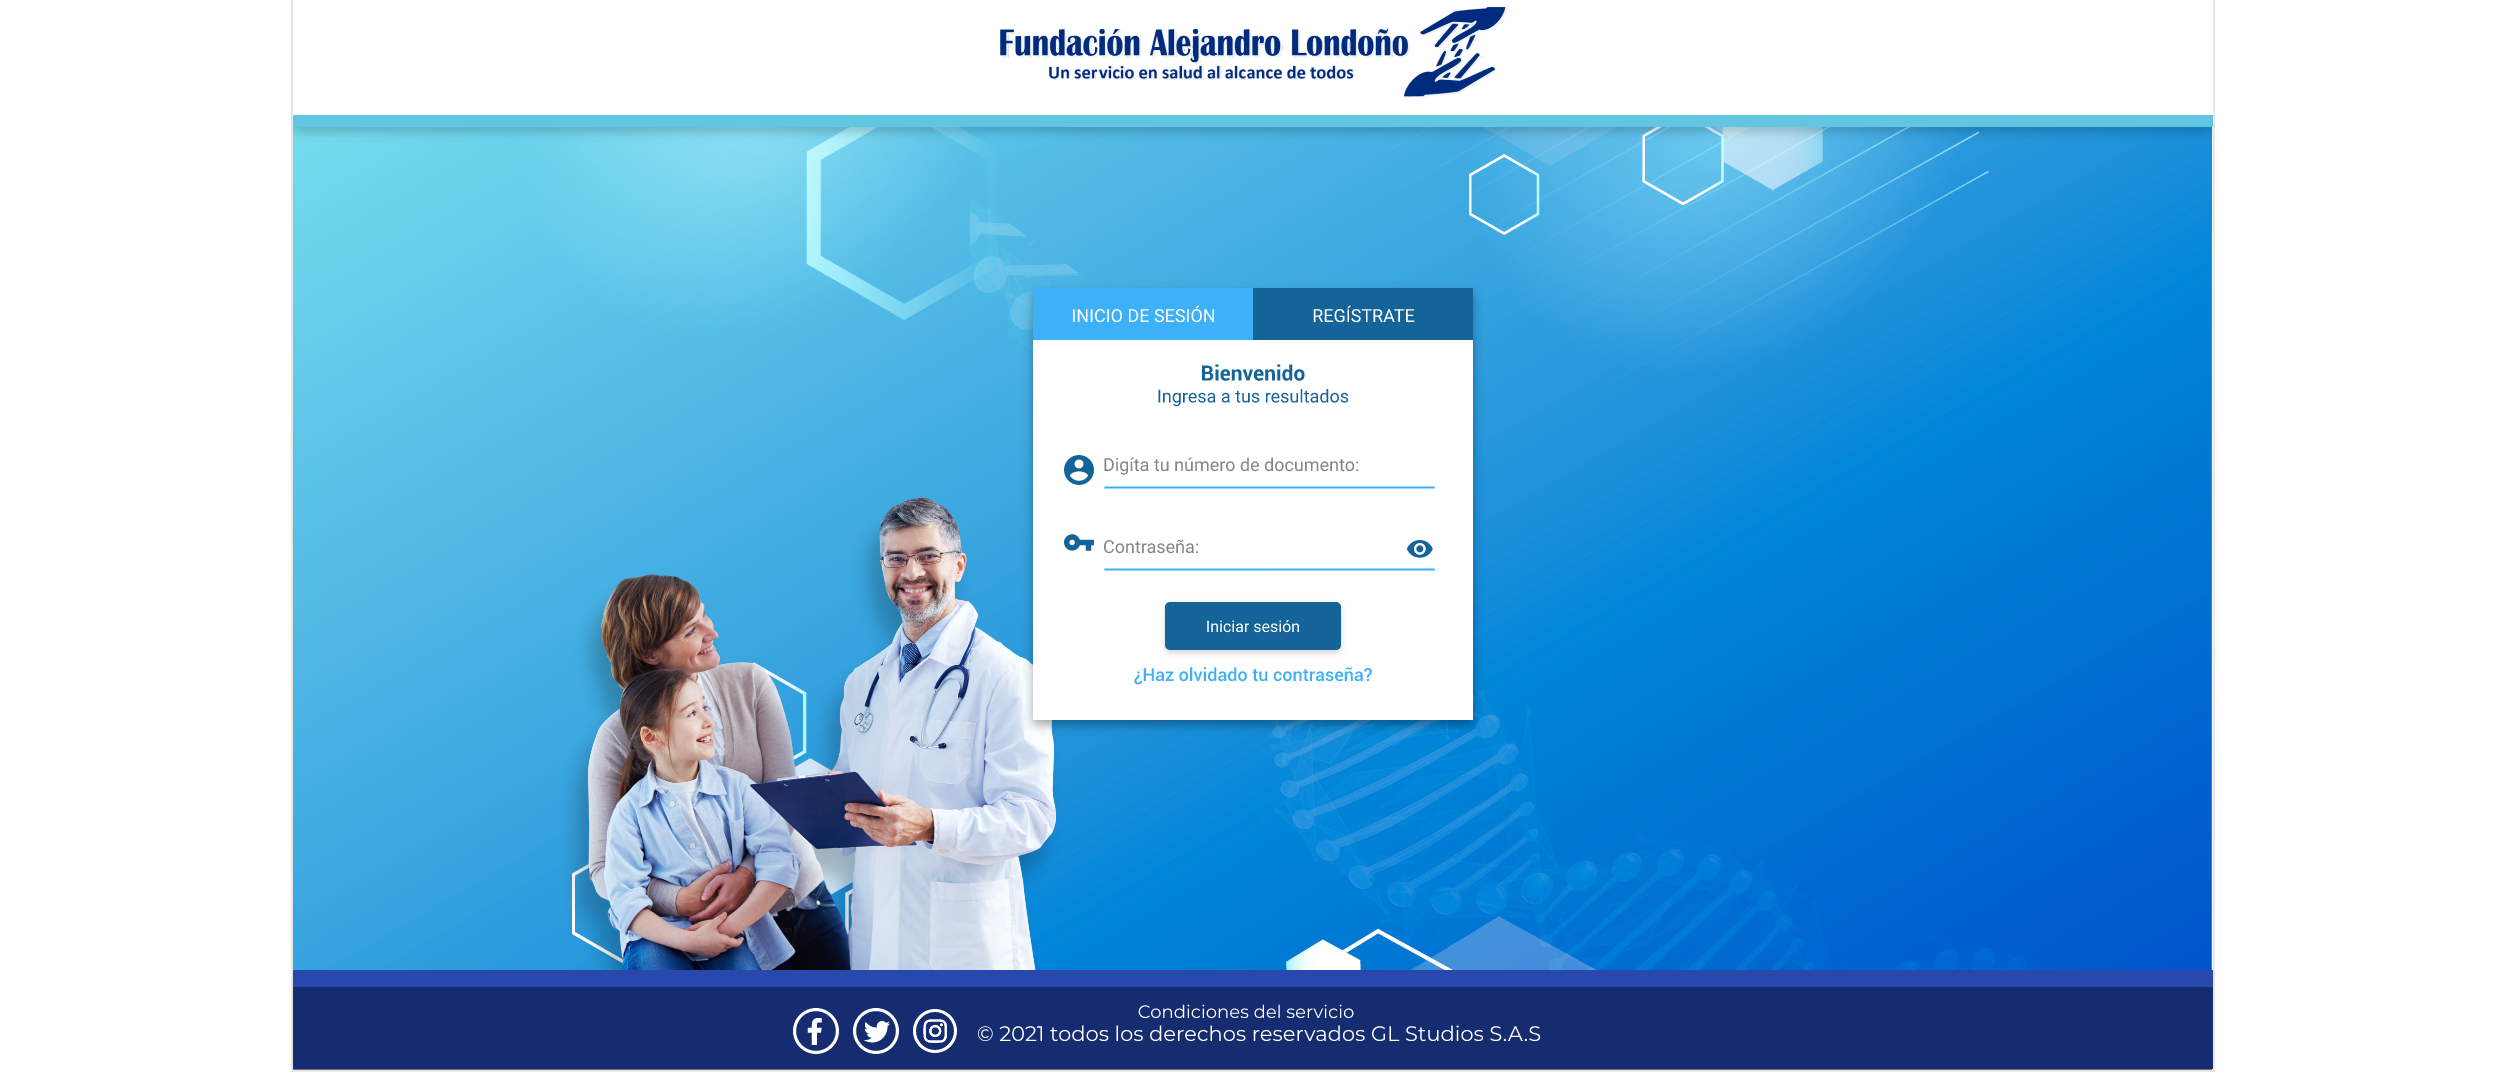 Fundación Alejandro Londoño
Un servicio en salud al alcance de todos
INICIO DE SESIÓN
REGÍSTRATE
Bienvenido
Ingresa a tus resultados
Digíta tu número de documento:
Contraseña:
Iniciar sesión
¿Haz olvidado tu contraseña?
Condiciones del servicio
© 2021 todos los derechos reservados GL Studios S.A.S